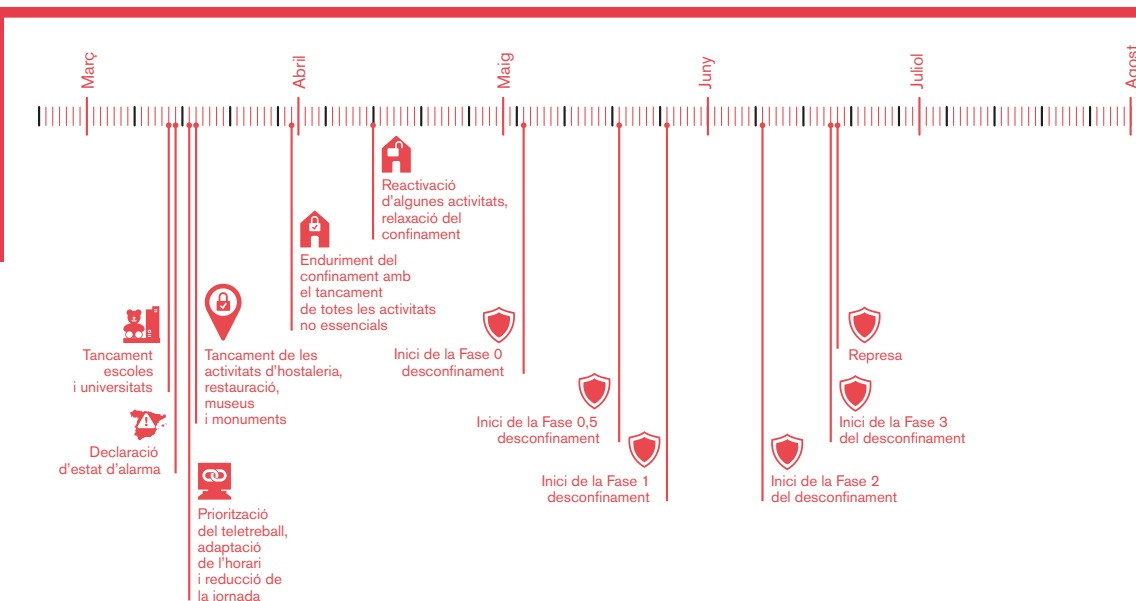 Març
Abril
Maig
Juny
Juliol
Agost
Tancament
escoles
i universitats
Declaració
d'estat d'alarma
Priorització
del teletreball,
adaptació
de l'horari
i reducció de
la jornada
Tancament de les
activitats d'hostaleria,
restauració,
museus
i monuments
Enduriment del
confinament amb
el tancament
de totes les activitats
no essencials
Reactivació
d'algunes activitats,
relaxació del
confinament
Inici de la Fase 0
desconfinament
Inici de la Fase 0,5
desconfinament
Inici de la Fase 1
desconfinament
Inici de la Fase 2
del desconfinament
Inici de la Fase 3
del desconfinament
Represa